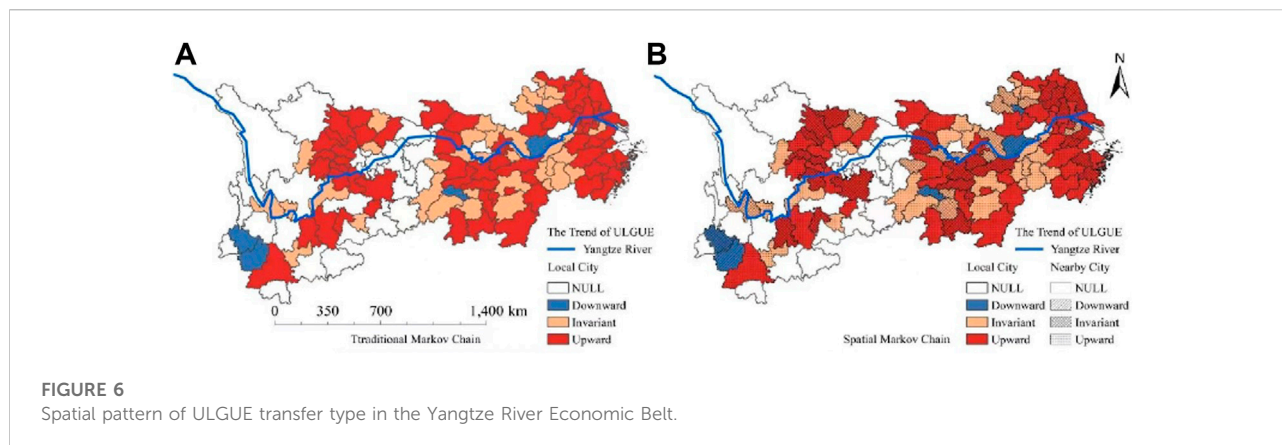 A
B
N
The Trend of ULGUE
Yangtze River
Local City
NULL
Downward
Invariant
Upward
0 350 700 1,400 km
Ttraditional Markov Chain
The Trend of ULGUE
Yangtze River
Local City Nearby City
NULL NULL
Downward Downward
Invariant Invariant
Upward Upward
Spatial Markov Chain
FIGURE 6
Spatial pattern of ULGUE transfer type in the Yangtze River Economic Belt.